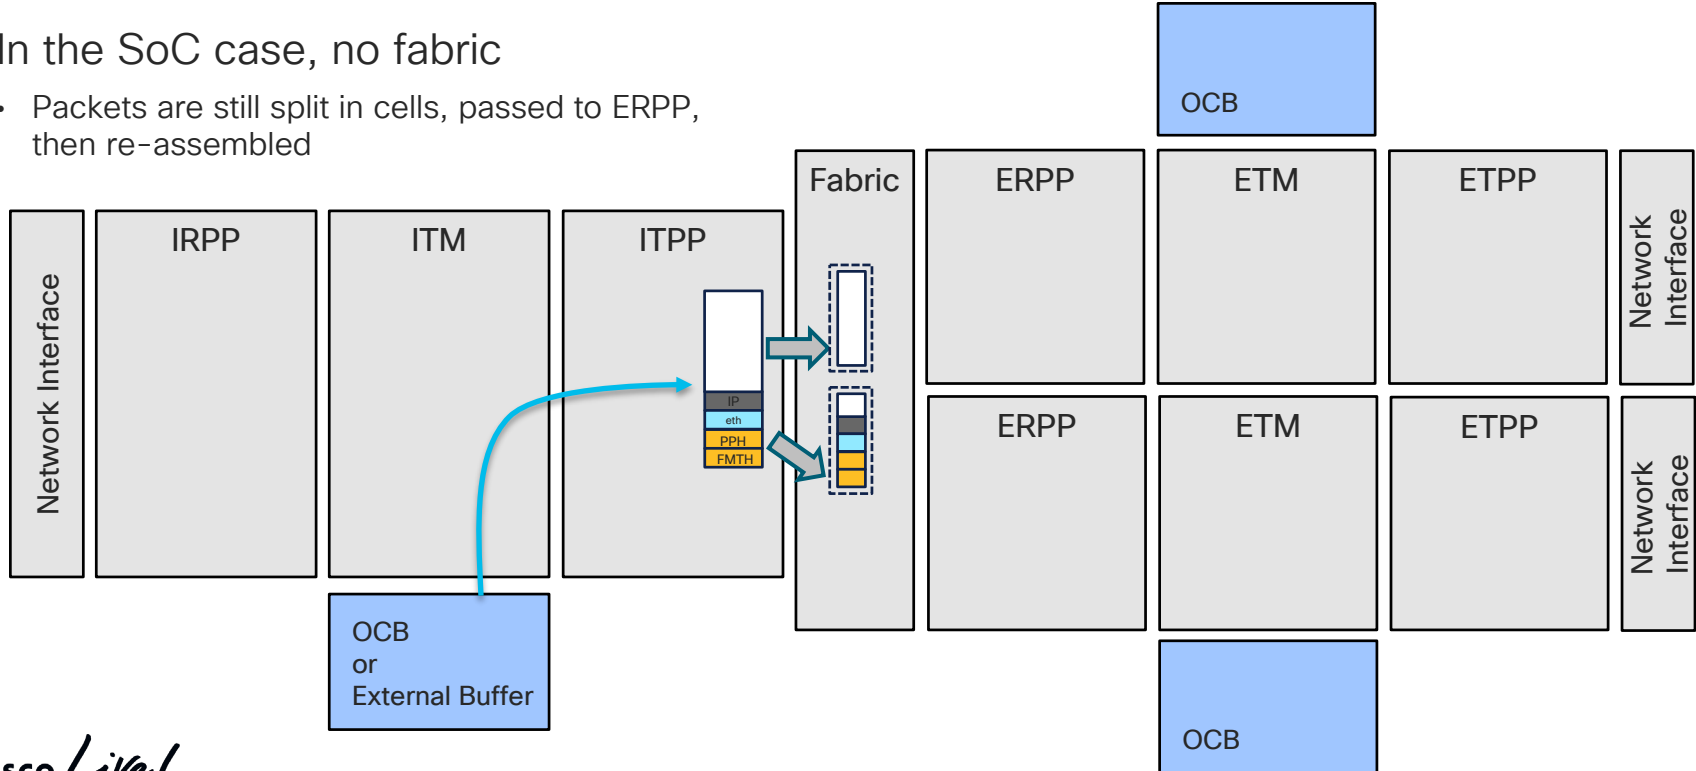 In the SoC case, no fabric
• Packets are still split in cells, passed to ERPP,
then re-assembled
OCB
Fabric
ERPP
ETM
ETPP
Network
Interface
Network Interface
IRPP
ITM
ITPP
IP
eth
PPH
FMTH
ERPP
ETM
ETPP
Network
Interface
OCB
or
External Buffer
OCB
Live!